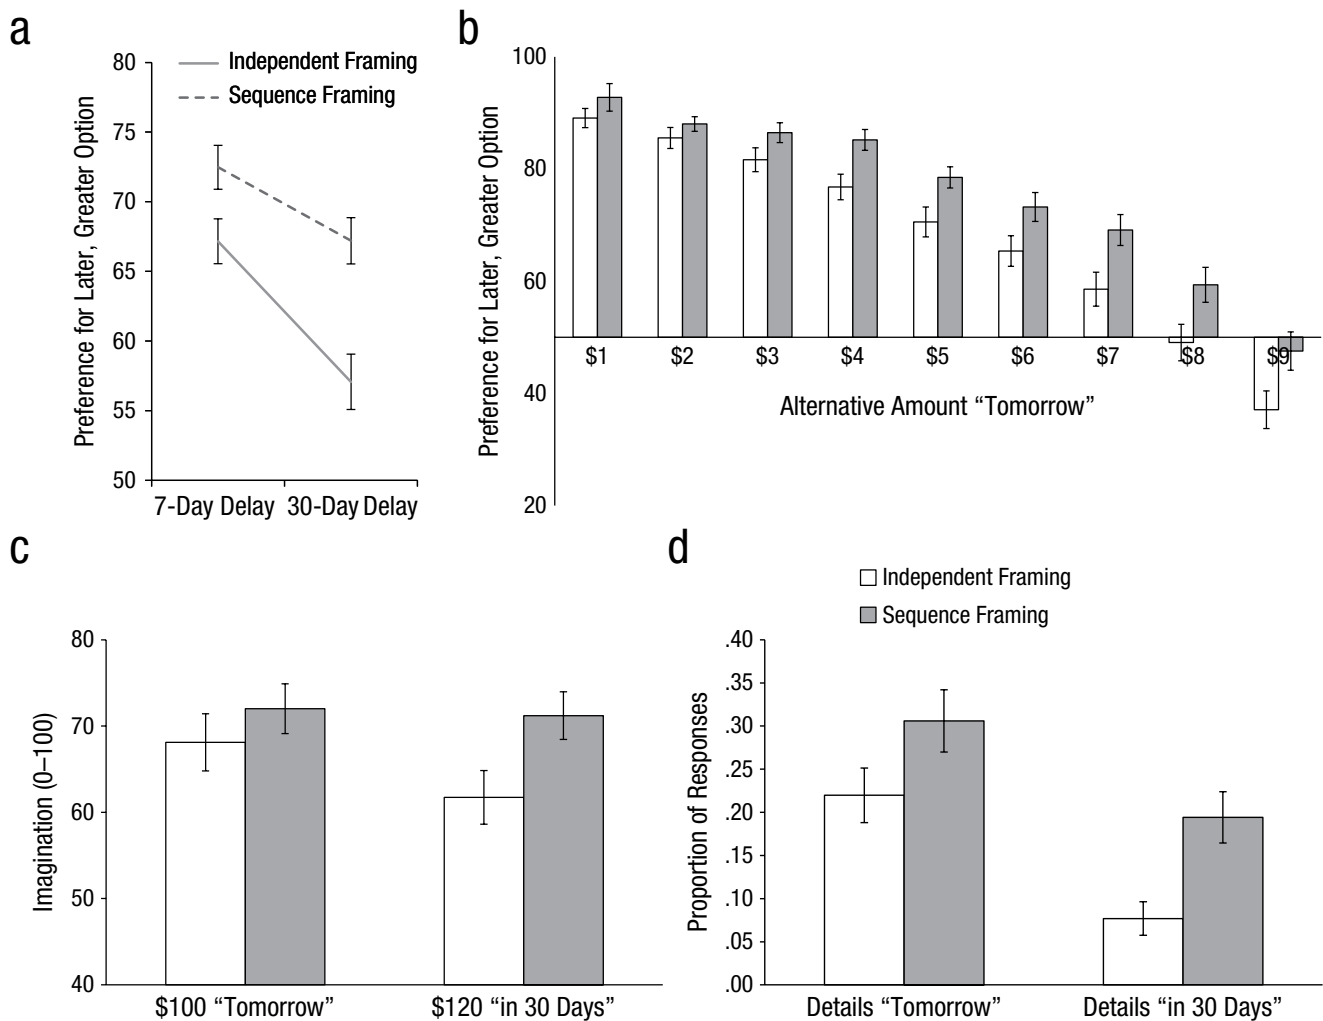 a
Preference for Later, Greater Option
80
75
70
65
60
55
50
Independent Framing
Sequence Framing
7-Day Delay 30-Day Delay
b
Preference for Later, Greater Option
100
80
60
40
20
$1 $2 $3 $4 $5 $6 $7 $8 $9
Alternative Amount “Tomorrow”
c
Imagination (0–100)
80
70
60
50
40
$100 “Tomorrow” $120 “in 30 Days”
d
Independent Framing
Sequence Framing
Proportion of Responses
.40
.35
.30
.25
.20
.15
.10
.05
.00
Details “Tomorrow” Details “in 30 Days”